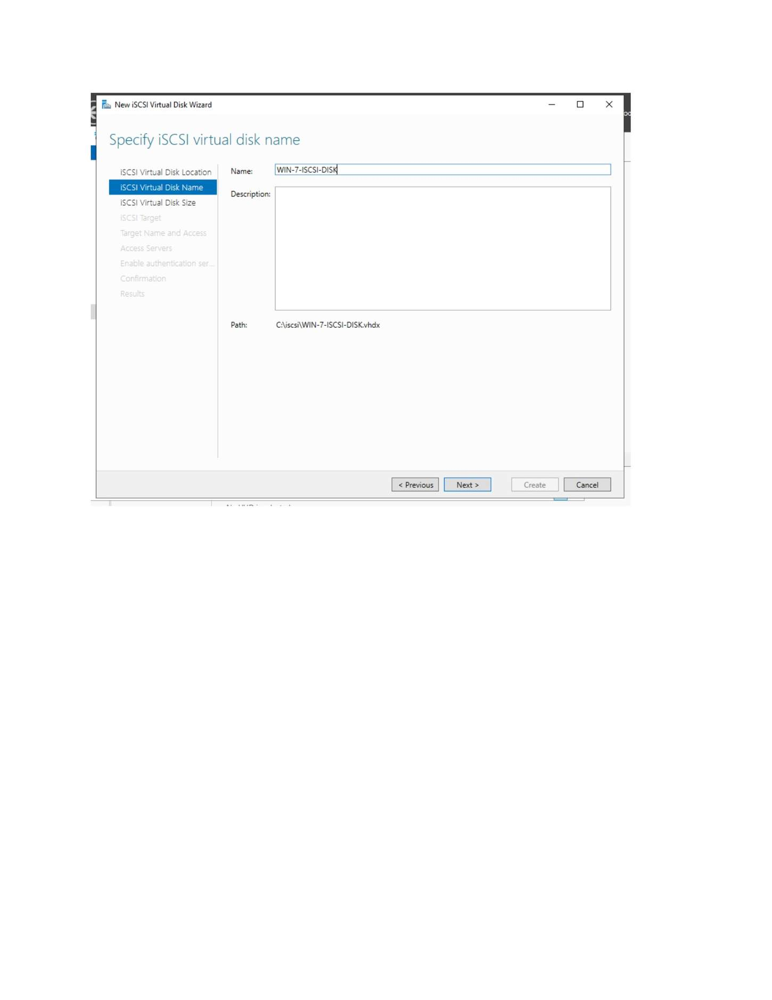 New iSCSI Virtual Disk Wizard
Specify iSCSI virtual disk name
iSCSI Virtual Disk Location
iSCSI Virtual Disk Name
iSCSI Virtual Disk Size
iSCSI Target
Target Name and Access
Access Servers
Enable authentication ser...
Confirmation
Results
Name: WIN-7-ISCSI-DISK
Description:
Path: C:\iscsi\WIN-7-ISCSI-DISK.vhdx
< Previous Next > Create Cancel